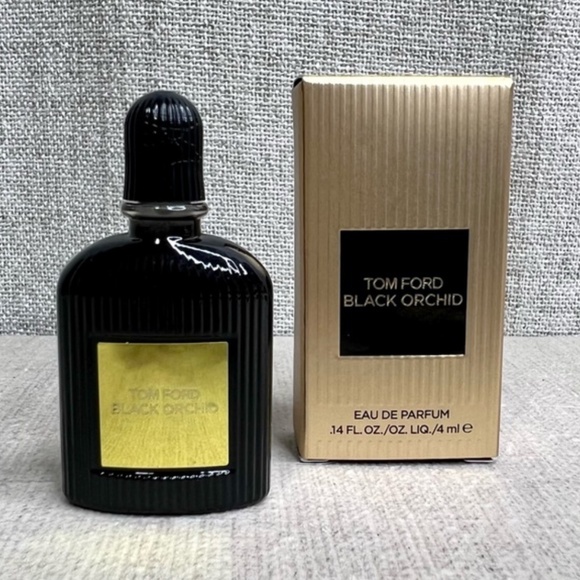 TOM FORD
BLACK ORCHID
TOM FORD
BLACK ORCHID
EAU DE PARFUM
.14 FL. OZ./OZ. LIQ./4 ml ℮